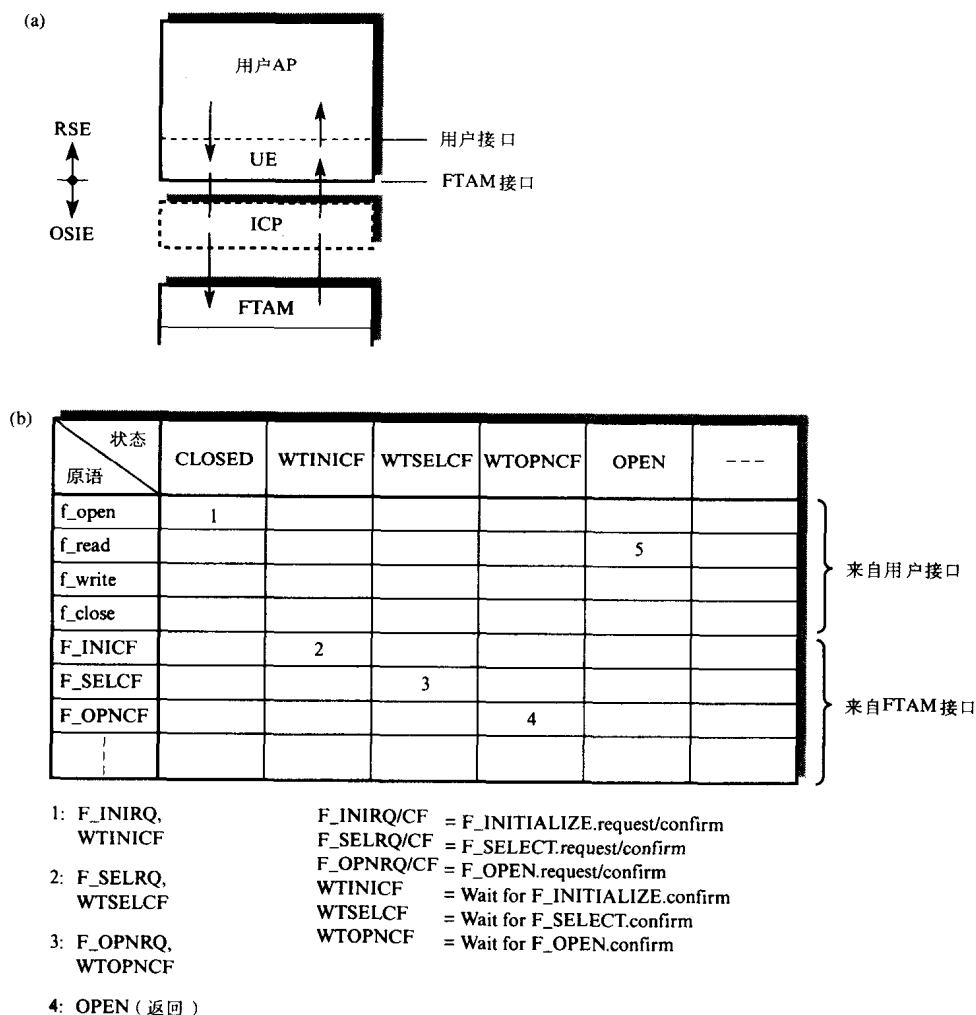 (a)
用户AP
RSE
用户接口
UE
FTAM接口
OSIE
ICP
FTAM
(b)
状态
原语
CLOSED WTINICF WTSELCF WTOPNCF OPEN ---
f_open 1
f_read 5
f_write
f_close
来自用户接口
F_INICF 2
F_SELCF 3
F_OPNCF 4
来自FTAM接口
1: F_INIRQ,
WTINICF
2: F_SELRQ,
WTSELCF
3: F_OPNRQ,
WTOPNCF
4: OPEN（返回）
F_INIRQ/CF = F_INITIALIZE.request/confirm
F_SELRQ/CF = F_SELECT.request/confirm
F_OPNRQ/CF = F_OPEN.request/confirm
WTINICF = Wait for F_INITIALIZE.confirm
WTSELCF = Wait for F_SELECT.confirm
WTOPNCF = Wait for F_OPEN.confirm